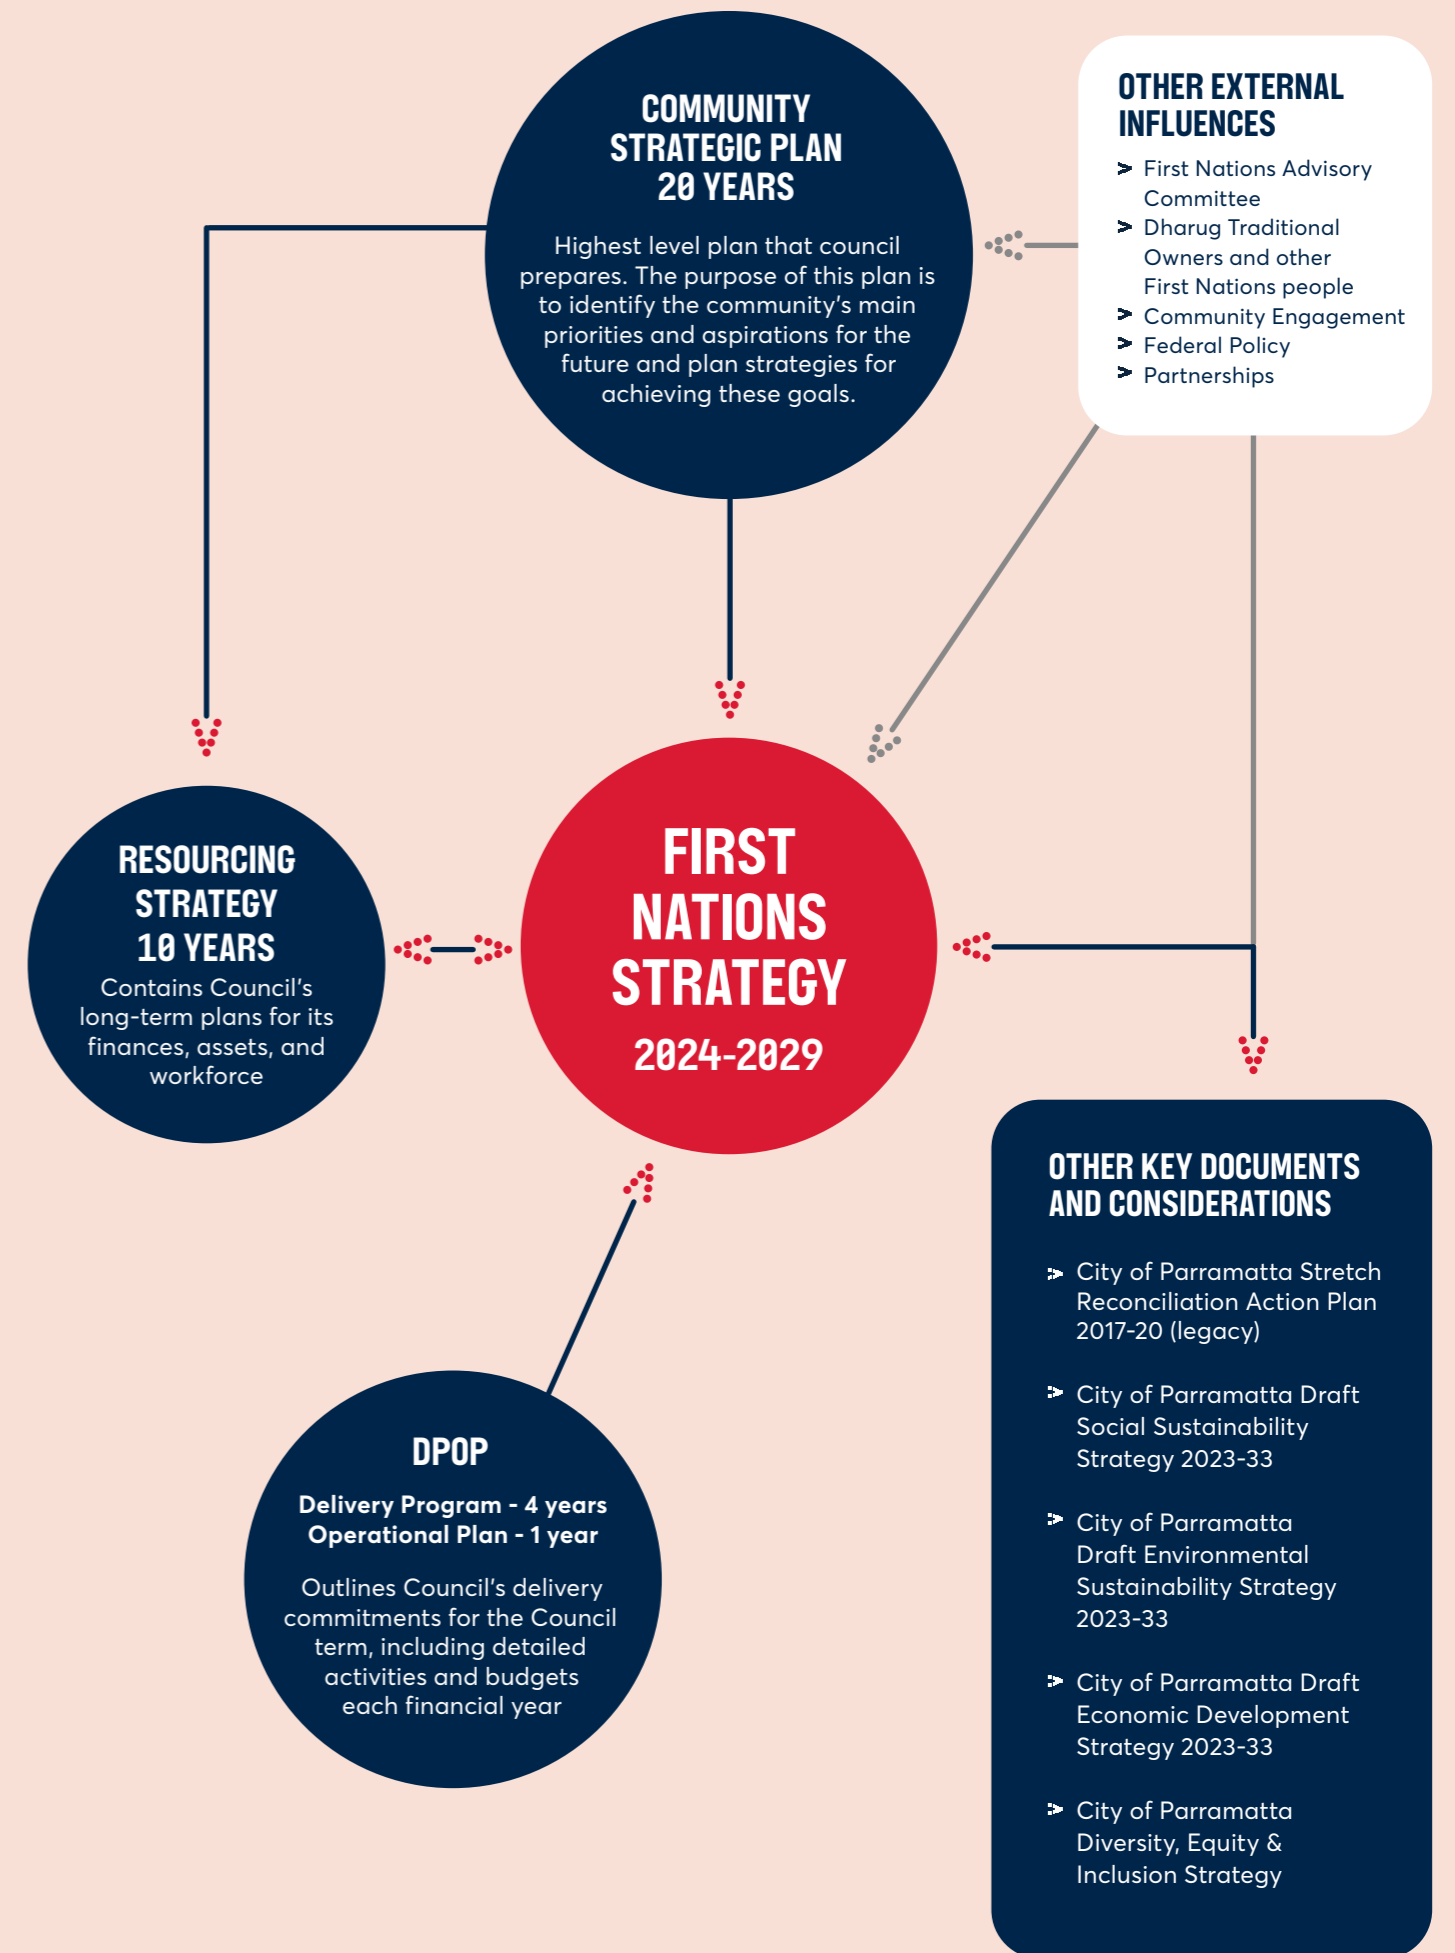 COMMUNITY
STRATEGIC PLAN
20 YEARS
Highest level plan that council
prepares. The purpose of this plan is
to identify the community's main
priorities and aspirations for the
future and plan strategies for
achieving these goals.
OTHER EXTERNAL
INFLUENCES
First Nations Advisory
Committee
Dharug Traditional
Owners and other
First Nations people
Community Engagement
Federal Policy
Partnerships
RESOURCING
STRATEGY
10 YEARS
Contains Council's
long-term plans for its
finances, assets, and
workforce
FIRST
NATIONS
STRATEGY
2024-2029
DPOP
Delivery Program - 4 years
Operational Plan - 1 year
Outlines Council's delivery
commitments for the Council
term, including detailed
activities and budgets
each financial year
OTHER KEY DOCUMENTS
AND CONSIDERATIONS
City of Parramatta Stretch
Reconciliation Action Plan
2017-20 (legacy)
City of Parramatta Draft
Social Sustainability
Strategy 2023-33
City of Parramatta
Draft Environmental
Sustainability Strategy
2023-33
City of Parramatta Draft
Economic Development
Strategy 2023-33
City of Parramatta
Diversity, Equity &
Inclusion Strategy